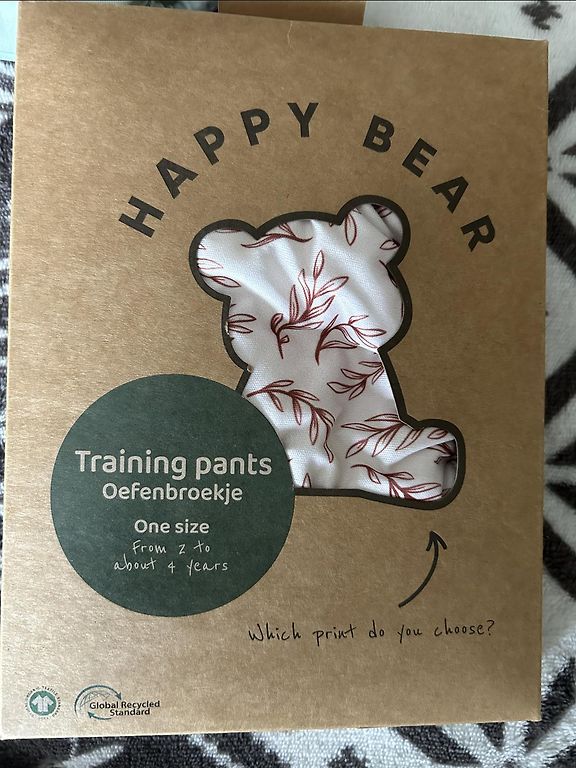 HAPPY BEAR
Training pants
Oefenbroekje
One size
From 2 to
about 4 years
Which print do you choose?
Global Recycled
Standard